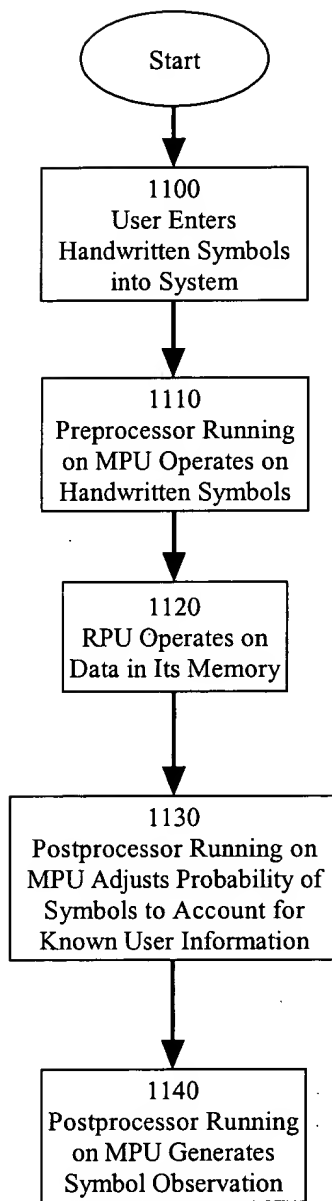 Start
1100
User Enters
Handwritten Symbols
into System
1110
Preprocessor Running
on MPU Operates on
Handwritten Symbols
1120
RPU Operates on
Data in Its Memory
1130
Postprocessor Running on
MPU Adjusts Probability of
Symbols to Account for
Known User Information
1140
Postprocessor Running
on MPU Generates
Symbol Observation